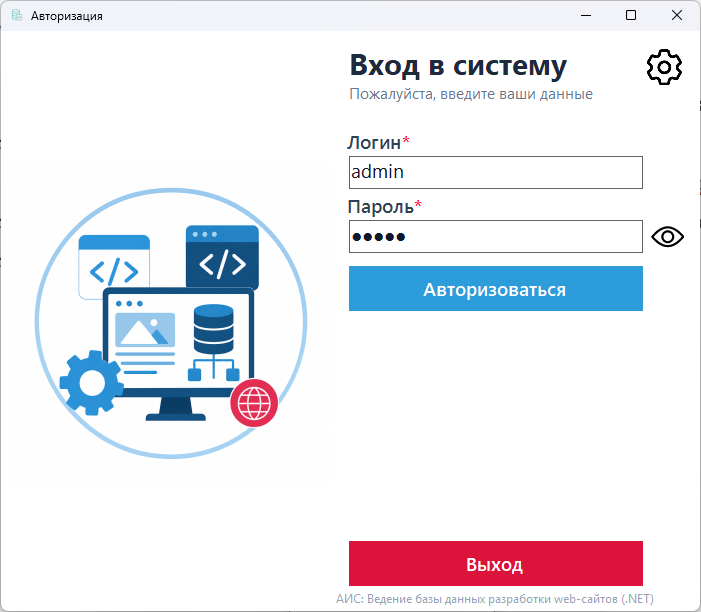 Авторизация
Вход в систему
Пожалуйста, введите ваши данные
Логин*
admin
Пароль*
●●●●●
Авторизоваться
</>
</>
Выход
АИС: Ведение базы данных разработки web-сайтов (.NET)